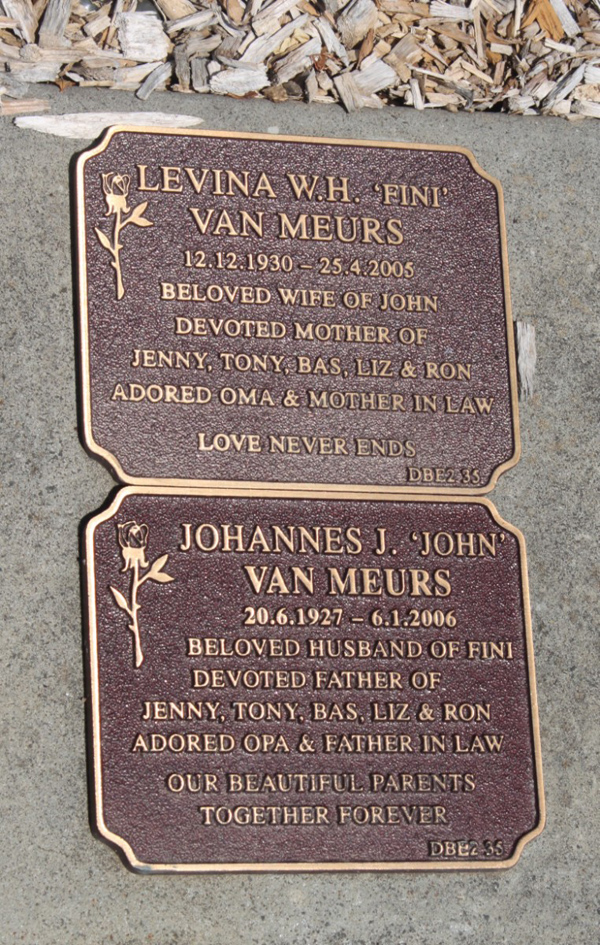 LEVINA W.H. ‘FINI’
VAN MEURS
12.12.1930 – 25.4.2005
BELOVED WIFE OF JOHN
DEVOTED MOTHER OF
JENNY, TONY, BAS, LIZ & RON
ADORED OMA & MOTHER IN LAW
LOVE NEVER ENDS
DBE2 35
JOHANNES J. ‘JOHN’
VAN MEURS
20.6.1927 – 6.1.2006
BELOVED HUSBAND OF FINI
DEVOTED FATHER OF
JENNY, TONY, BAS, LIZ & RON
ADORED OPA & FATHER IN LAW
OUR BEAUTIFUL PARENTS
TOGETHER FOREVER
DBE2 35